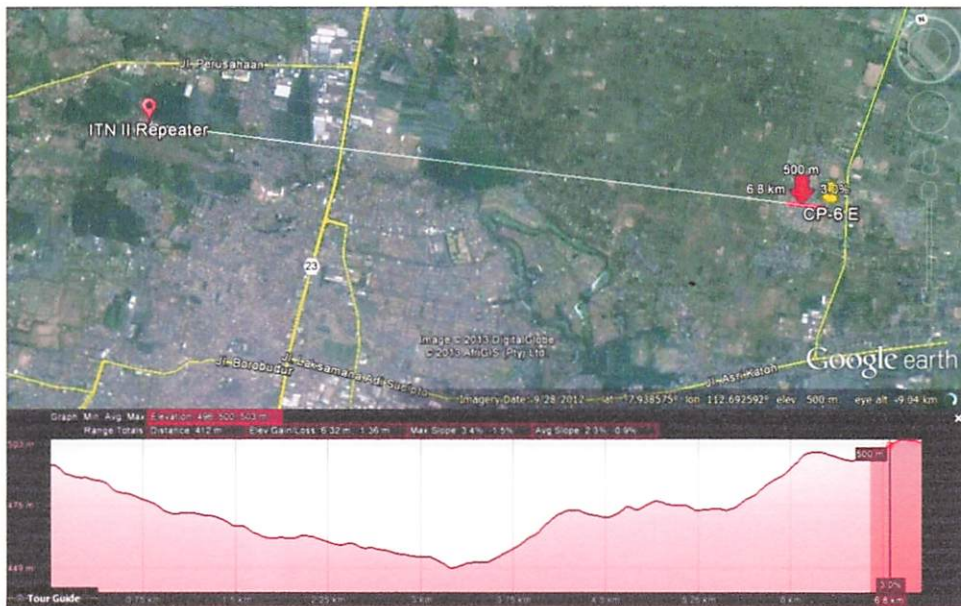 Jl. Perusahaan
ITN II Repeater
500 m
6.8 km 3.0%
CP-6 E
23
Image © 2013 DigitalGlobe
© 2013 AfriGIS (Pty) Ltd.
Jl. Borobudur
Jl. Laksamana Adi Sucipto
Jl. Asri Katon
Google earth
Imagery Date: 9/28/2012 lat -7.938575° lon 112.692592° elev 500 m eye alt 9.04 km
Graph: Min, Avg, Max Elevation: 496, 500, 503 m
Range Totals: Distance: 412 m Elev Gain/Loss: 6.32 m, -1.36 m Max Slope: 3.4%, -1.5% Avg Slope: 2.3%, -0.9%
503 m
500 m
475 m
449 m
3.0%
Tour Guide
0.75 km 1.5 km 2.25 km 3 km 3.75 km 4.5 km 5.25 km 6 km 6.8 km